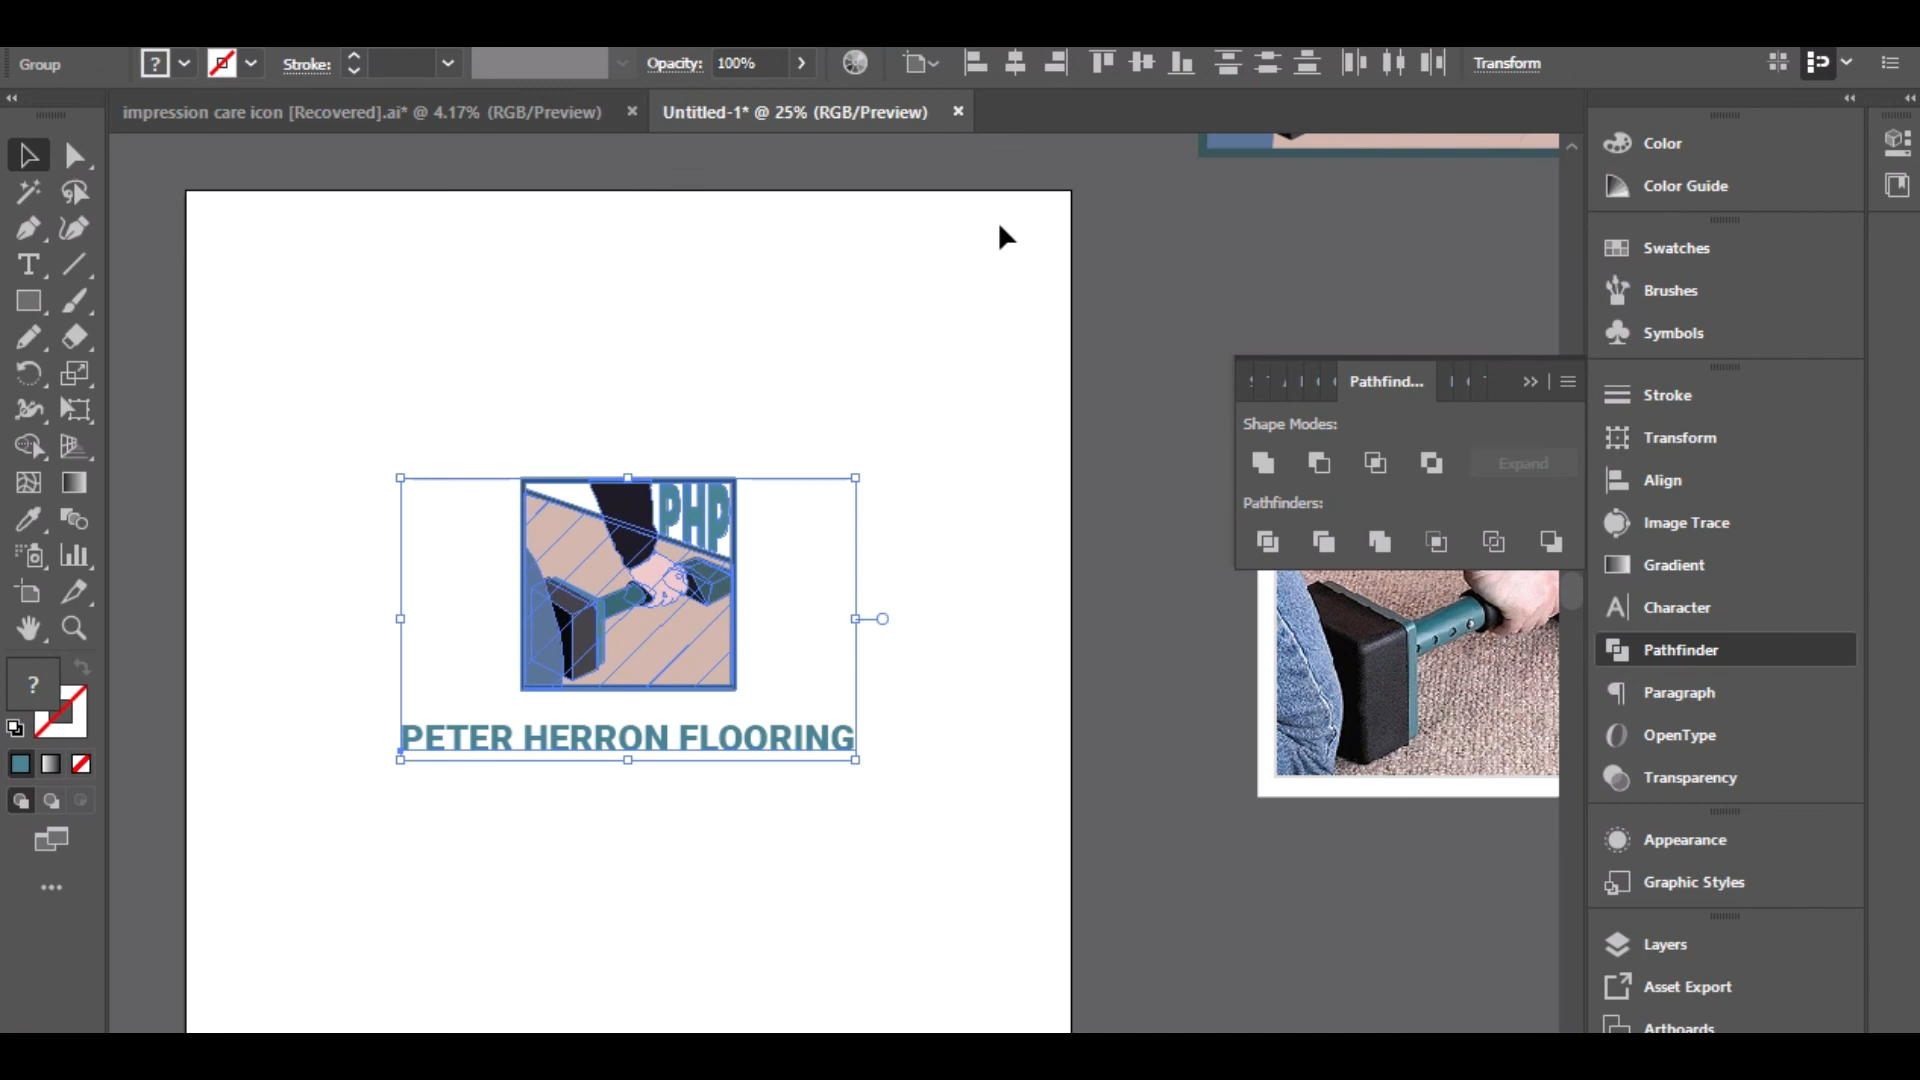 Group
Stroke:
Opacity: 100%
Transform
impression care icon [Recovered].ai* @ 4.17% (RGB/Preview)
Untitled-1* @ 25% (RGB/Preview)
Color
Color Guide
Swatches
Brushes
Symbols
Stroke
Transform
Align
Image Trace
Gradient
Character
Pathfinder
Paragraph
OpenType
Transparency
Appearance
Graphic Styles
Layers
Asset Export
Artboards
Pathfind...
Shape Modes:
Expand
Pathfinders:
PHP
PETER HERRON FLOORING